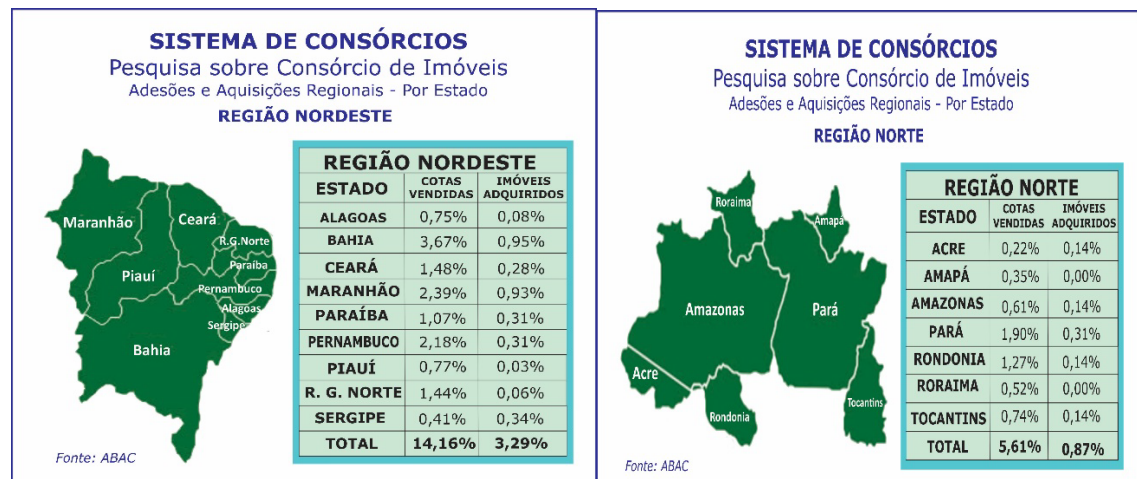 SISTEMA DE CONSÓRCIOS
Pesquisa sobre Consórcio de Imóveis
Adesões e Aquisições Regionais - Por Estado
REGIÃO NORDESTE
Maranhão
Ceará
R.G.Norte
Paraíba
Piauí
Pernambuco
Alagoas
Sergipe
Bahia
REGIÃO NORDESTE
ESTADO COTAS VENDIDAS IMÓVEIS ADQUIRIDOS
ALAGOAS 0,75% 0,08%
BAHIA 3,67% 0,95%
CEARÁ 1,48% 0,28%
MARANHÃO 2,39% 0,93%
PARAÍBA 1,07% 0,31%
PERNAMBUCO 2,18% 0,31%
PIAUÍ 0,77% 0,03%
R. G. NORTE 1,44% 0,06%
SERGIPE 0,41% 0,34%
TOTAL 14,16% 3,29%
Fonte: ABAC
SISTEMA DE CONSÓRCIOS
Pesquisa sobre Consórcio de Imóveis
Adesões e Aquisições Regionais - Por Estado
REGIÃO NORTE
Roraima
Amapá
Amazonas
Pará
Acre
Rondonia
Tocantins
REGIÃO NORTE
ESTADO COTAS VENDIDAS IMÓVEIS ADQUIRIDOS
ACRE 0,22% 0,14%
AMAPÁ 0,35% 0,00%
AMAZONAS 0,61% 0,14%
PARÁ 1,90% 0,31%
RONDONIA 1,27% 0,14%
RORAIMA 0,52% 0,00%
TOCANTINS 0,74% 0,14%
TOTAL 5,61% 0,87%
Fonte: ABAC